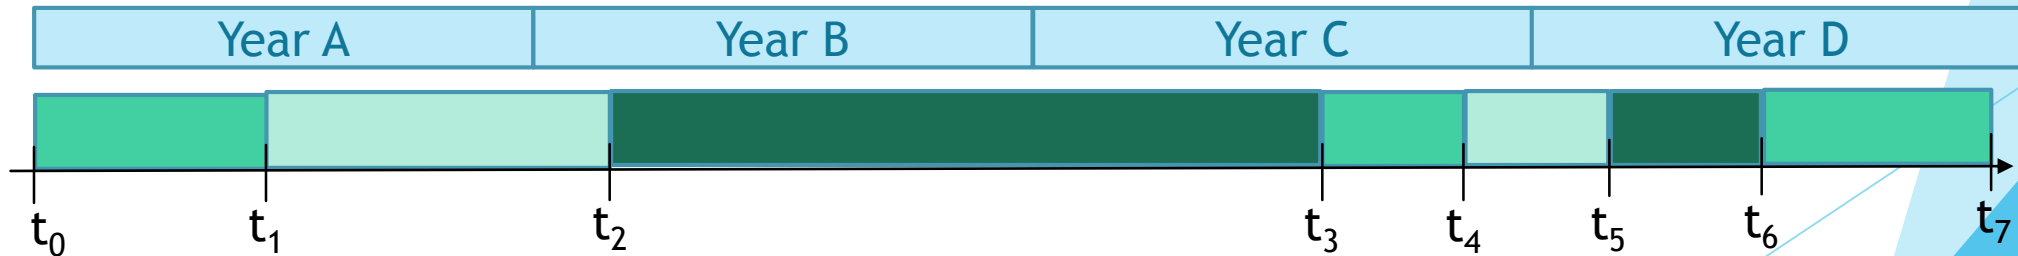 Year A Year B Year C Year D
t₀ t₁ t₂ t₃ t₄ t₅ t₆ t₇